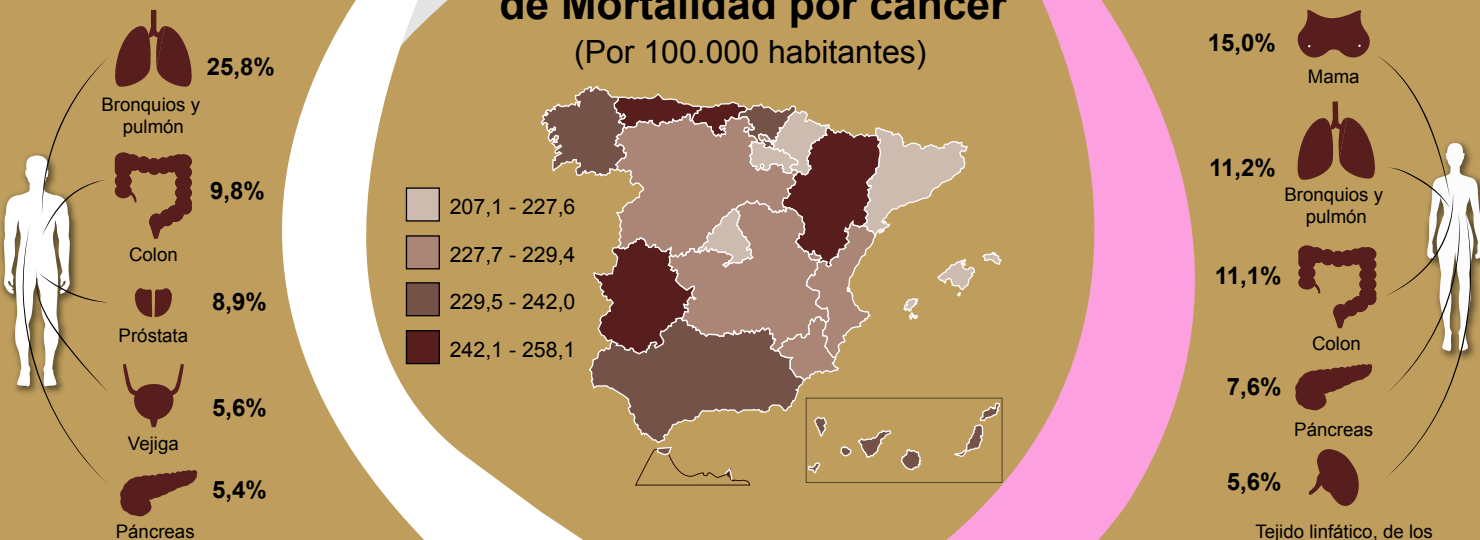 de Mortalidad por cáncer
(Por 100.000 habitantes)
25,8%
Bronquios y
pulmón
9,8%
Colon
8,9%
Próstata
5,6%
Vejiga
5,4%
Páncreas
207,1 - 227,6
227,7 - 229,4
229,5 - 242,0
242,1 - 258,1
15,0%
Mama
11,2%
Bronquios y
pulmón
11,1%
Colon
7,6%
Páncreas
5,6%
Tejido linfático, de los